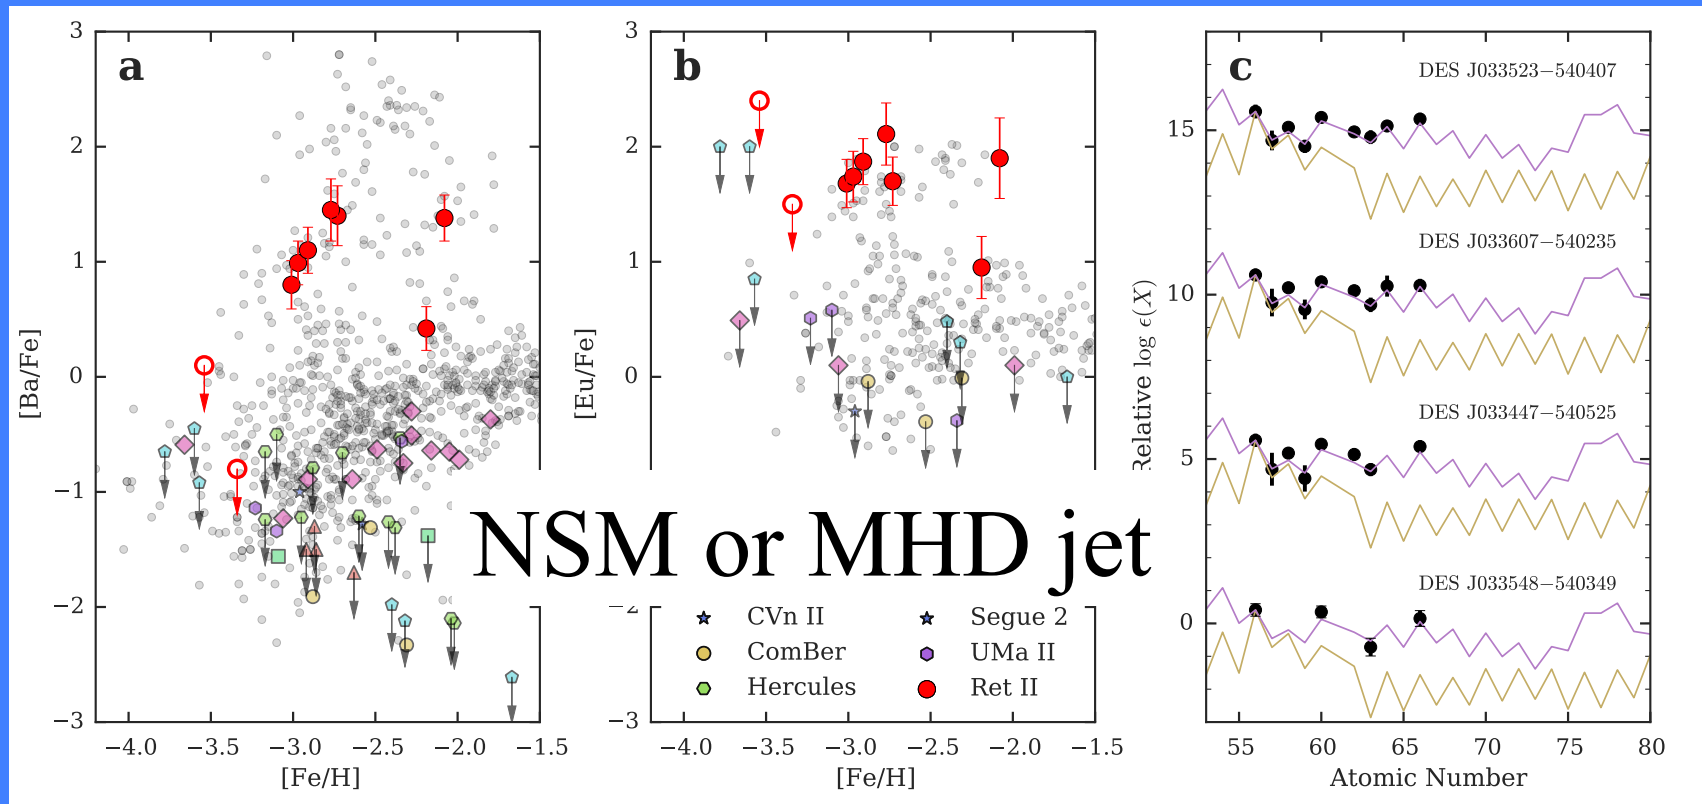 a
3
2
1
0
−1
−2
−3
[Ba/Fe]
−4.0 −3.5 −3.0 −2.5 −2.0 −1.5
[Fe/H]
b
3
2
1
0
−2
−3
[Eu/Fe]
−4.0 −3.5 −3.0 −2.5 −2.0 −1.5
[Fe/H]
NSM or MHD jet
CVn II
ComBer
Hercules
Segue 2
UMa II
Ret II
c
15
10
5
0
Relative log ϵ(X)
DES J033523−540407
DES J033607−540235
DES J033447−540525
DES J033548−540349
55 60 65 70 75 80
Atomic Number